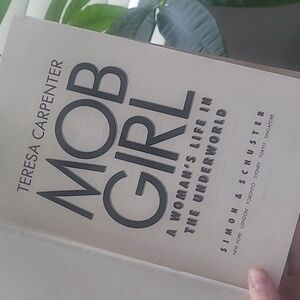 TERESA CARPENTER
MOB
GIRL
A WOMAN'S LIFE IN
THE UNDERWORLD
SIMON & SCHUSTER
NEW YORK LONDON TORONTO SYDNEY TOKYO SINGAPORE